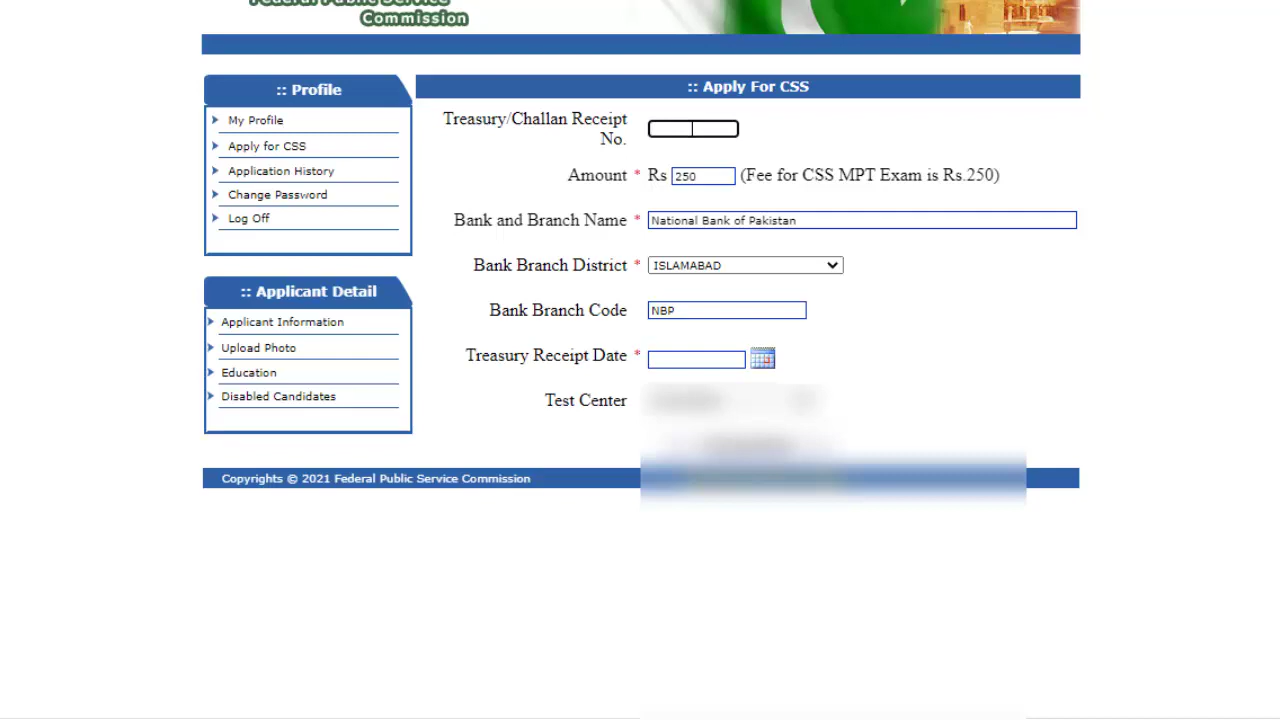 Federal Public Service
Commission
:: Profile
My Profile
Apply for CSS
Application History
Change Password
Log Off
:: Applicant Detail
Applicant Information
Upload Photo
Education
Disabled Candidates
:: Apply For CSS
Treasury/Challan Receipt
No.
Amount * Rs 250 (Fee for CSS MPT Exam is Rs.250)
Bank and Branch Name * National Bank of Pakistan
Bank Branch District * ISLAMABAD
Bank Branch Code NBP
Treasury Receipt Date *
Test Center
Copyrights © 2021 Federal Public Service Commission